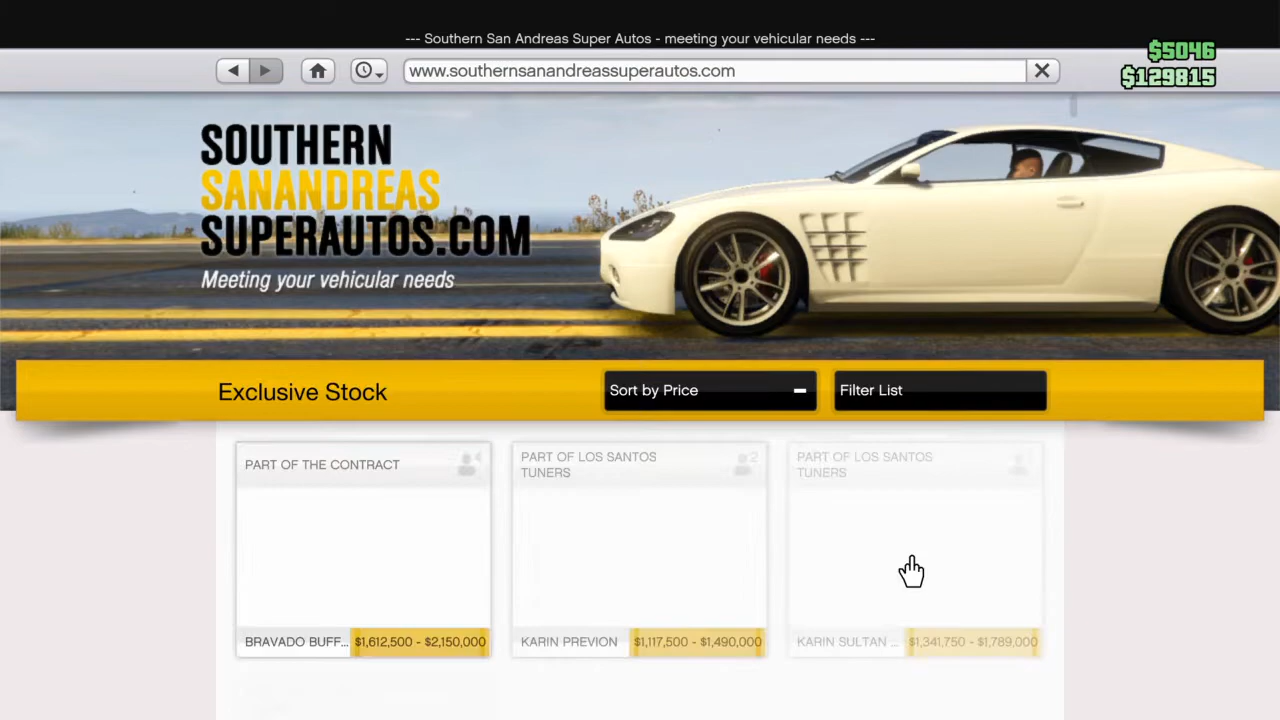 --- Southern San Andreas Super Autos - meeting your vehicular needs ---
www.southernsanandreassuperautos.com
$5046
$129815
SOUTHERN
SANANDREAS
SUPERAUTOS.COM
Meeting your vehicular needs
Exclusive Stock
Sort by Price
Filter List
PART OF THE CONTRACT
4
PART OF LOS SANTOS
TUNERS
2
PART OF LOS SANTOS
TUNERS
BRAVADO BUFF... $1,612,500 - $2,150,000
KARIN PREVION $1,117,500 - $1,490,000
KARIN SULTAN ... $1,341,750 - $1,789,000